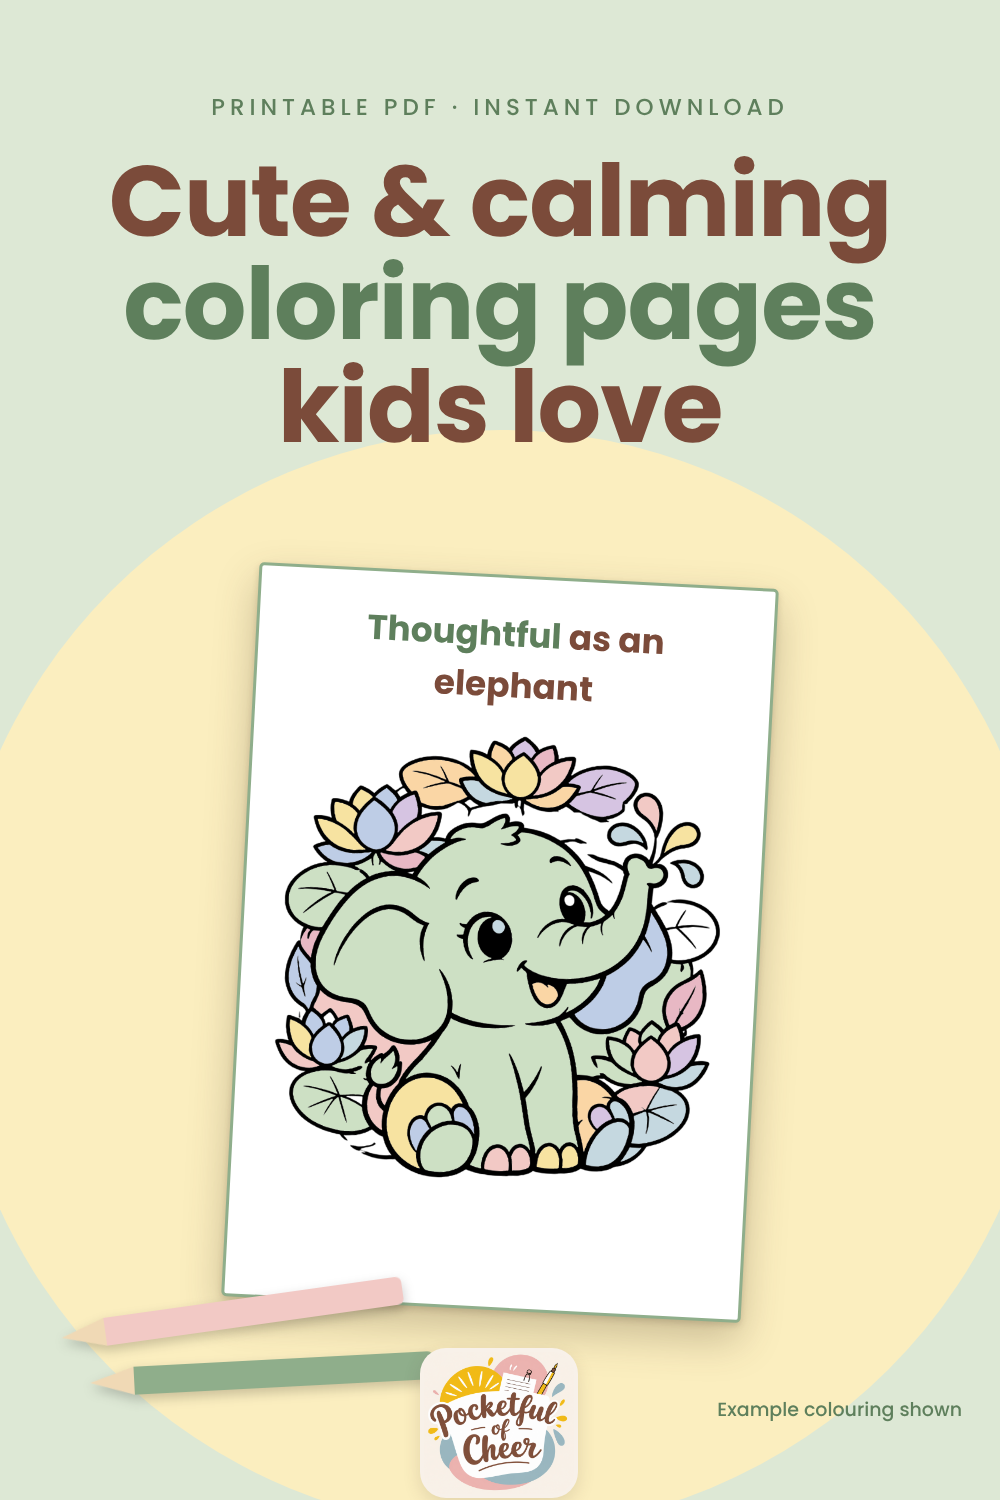 PRINTABLE PDF · INSTANT DOWNLOAD
Cute & calming
coloring pages
kids love
Thoughtful as an
elephant
Pocketful
of
Cheer
Example colouring shown